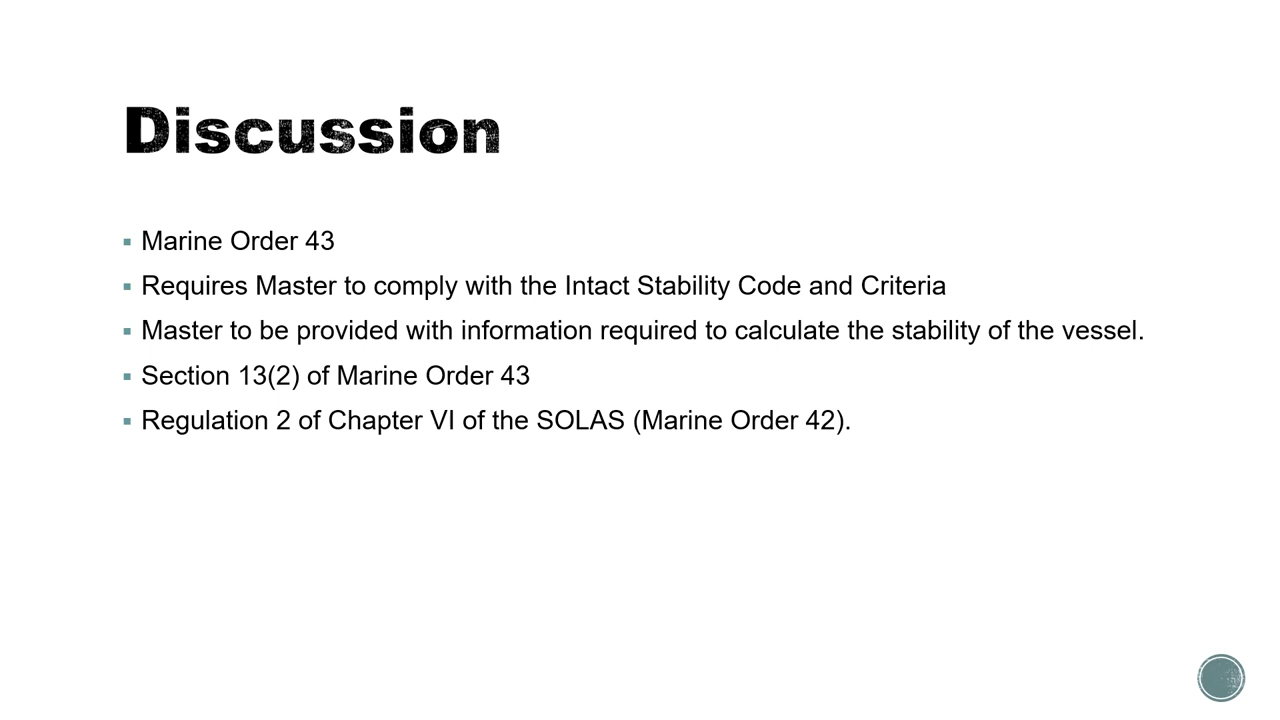 Discussion
Marine Order 43
Requires Master to comply with the Intact Stability Code and Criteria
Master to be provided with information required to calculate the stability of the vessel.
Section 13(2) of Marine Order 43
Regulation 2 of Chapter VI of the SOLAS (Marine Order 42).